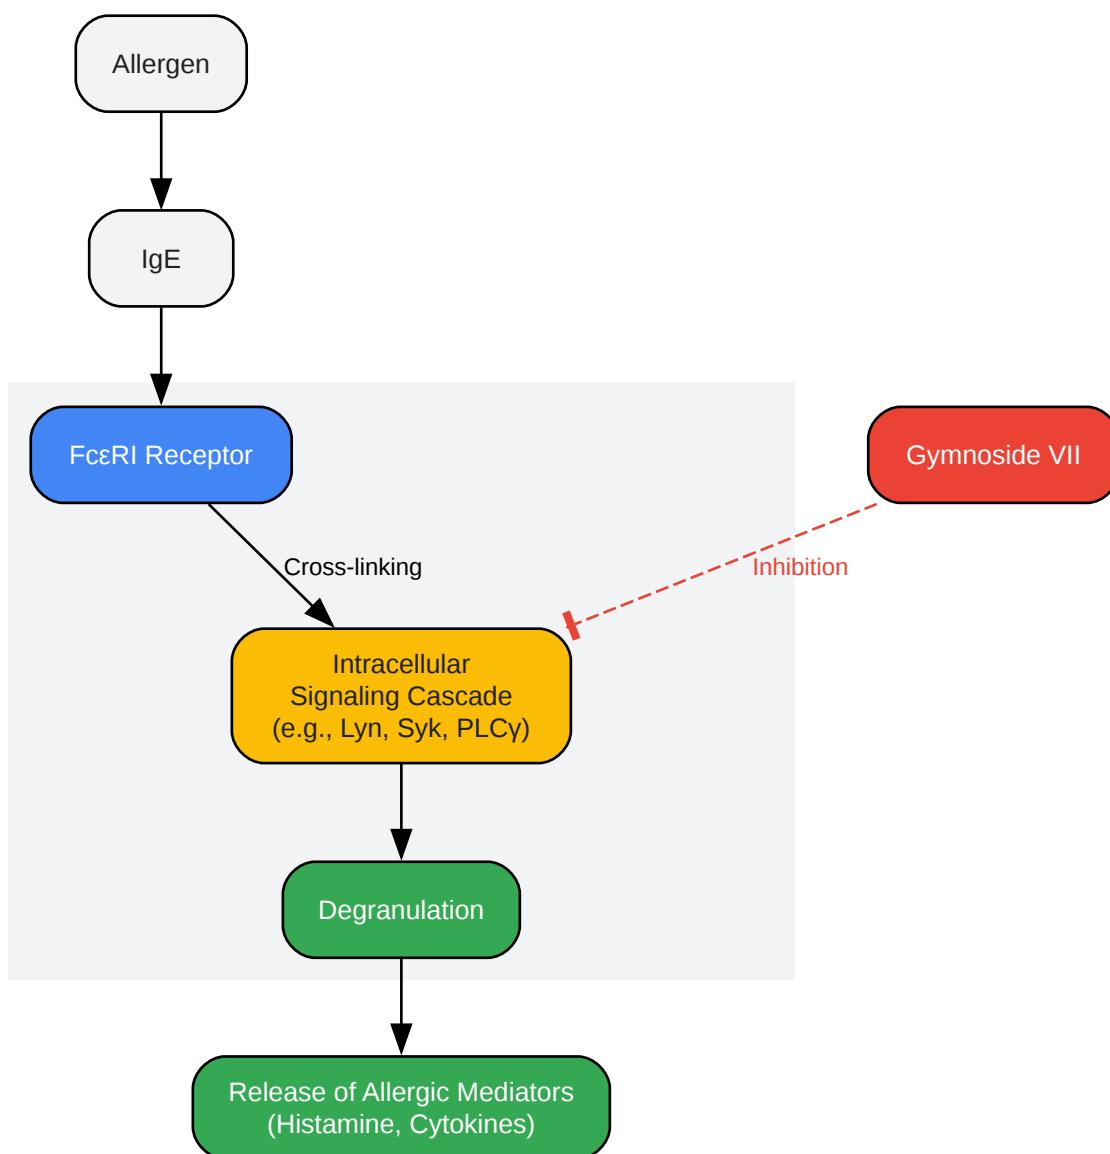 Allergen
IgE
FcεRI Receptor
Gymnoside VII
Cross-linking
Inhibition
Intracellular
Signaling Cascade
(e.g., Lyn, Syk, PLCγ)
Degranulation
Release of Allergic Mediators
(Histamine, Cytokines)